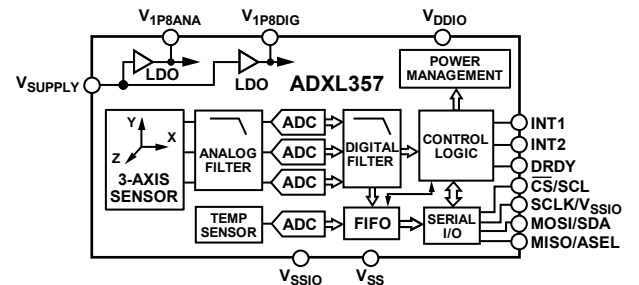 V1P8ANA
V1P8DIG
VDDIO
LDO
LDO
ADXL357
POWER
MANAGEMENT
VSUPPLY
Y
X
Z
3-AXIS
SENSOR
ANALOG
FILTER
ADC
ADC
ADC
DIGITAL
FILTER
CONTROL
LOGIC
INT1
INT2
DRDY
CS/SCL
SCLK/VSSIO
MOSI/SDA
MISO/ASEL
TEMP
SENSOR
ADC
FIFO
SERIAL
I/O
VSSIO
VSS